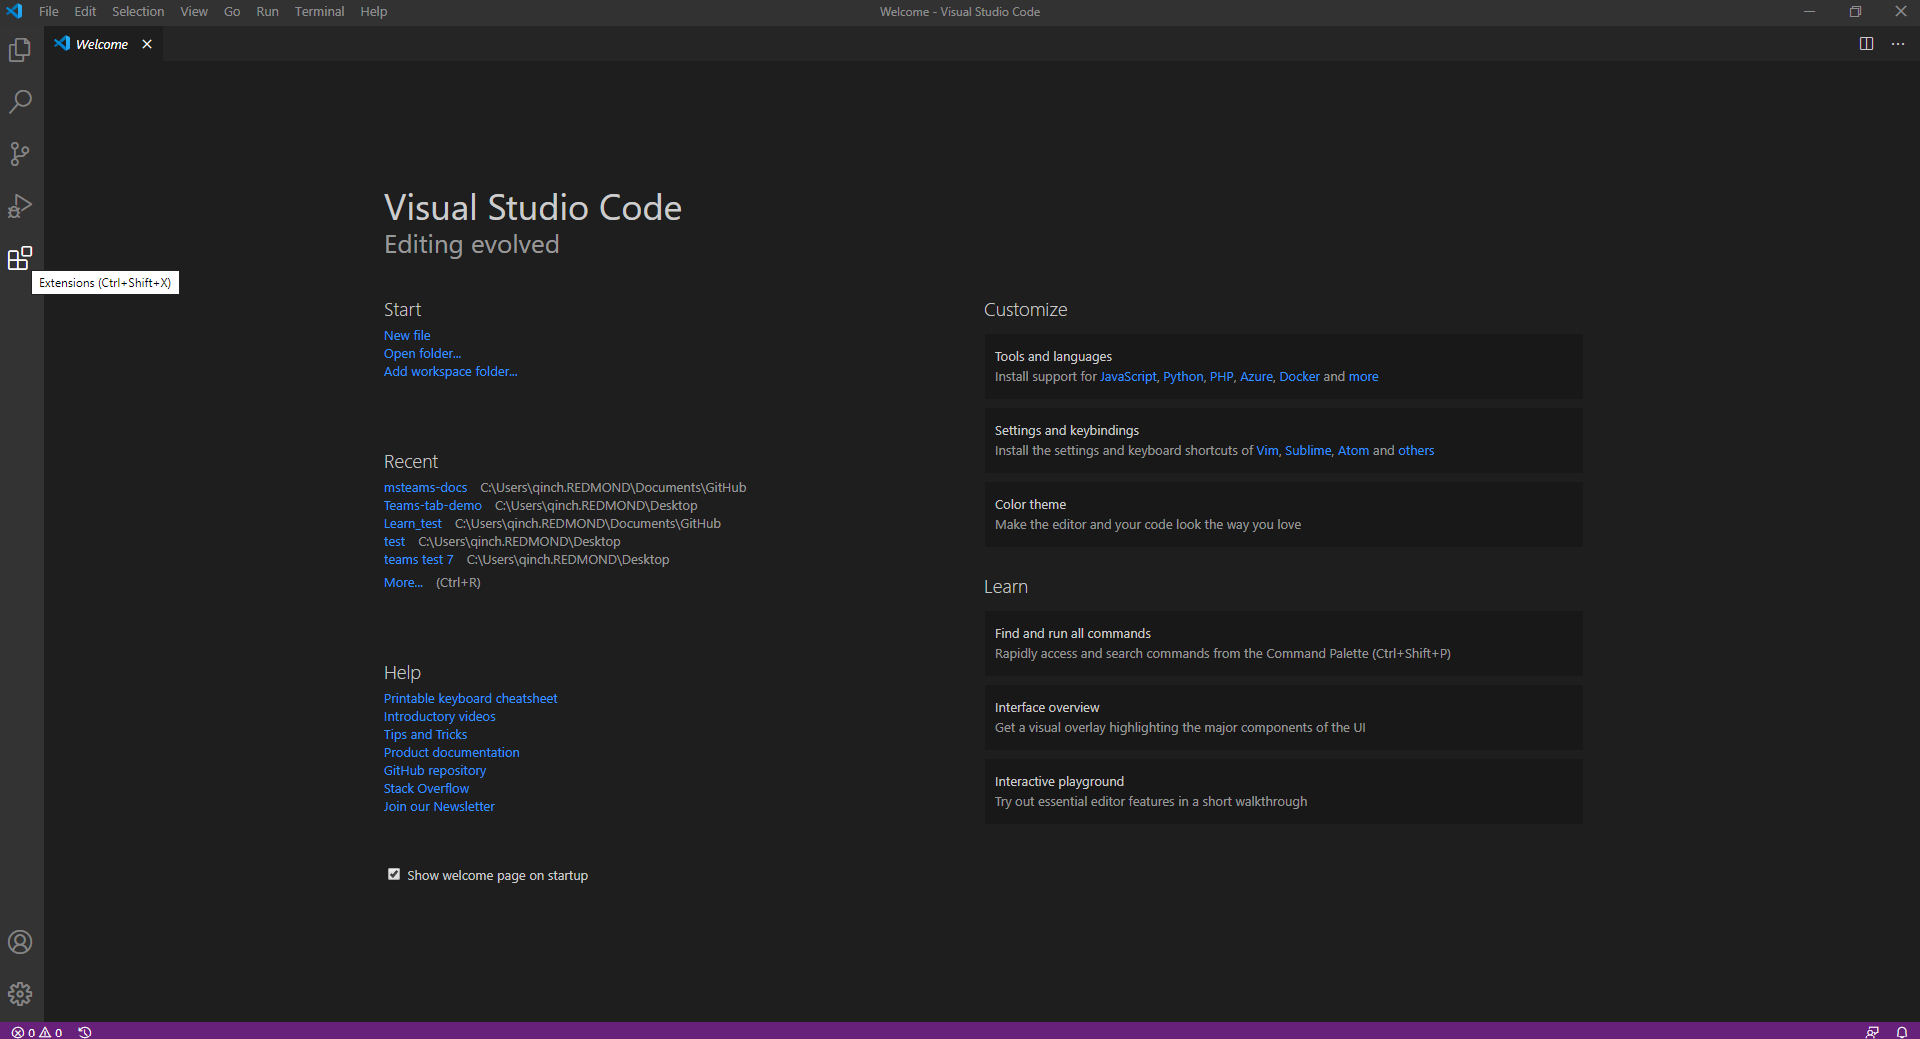 File Edit Selection View Go Run Terminal Help
Welcome - Visual Studio Code
Welcome
Extensions (Ctrl+Shift+X)
Visual Studio Code
Editing evolved
Start
New file
Open folder...
Add workspace folder...
Recent
msteams-docs C:\Users\qinch.REDMOND\Documents\GitHub
Teams-tab-demo C:\Users\qinch.REDMOND\Desktop
Learn_test C:\Users\qinch.REDMOND\Documents\GitHub
test C:\Users\qinch.REDMOND\Desktop
teams test 7 C:\Users\qinch.REDMOND\Desktop
More... (Ctrl+R)
Help
Printable keyboard cheatsheet
Introductory videos
Tips and Tricks
Product documentation
GitHub repository
Stack Overflow
Join our Newsletter
Show welcome page on startup
Customize
Tools and languages
Install support for JavaScript, Python, PHP, Azure, Docker and more
Settings and keybindings
Install the settings and keyboard shortcuts of Vim, Sublime, Atom and others
Color theme
Make the editor and your code look the way you love
Learn
Find and run all commands
Rapidly access and search commands from the Command Palette (Ctrl+Shift+P)
Interface overview
Get a visual overlay highlighting the major components of the UI
Interactive playground
Try out essential editor features in a short walkthrough
0 0